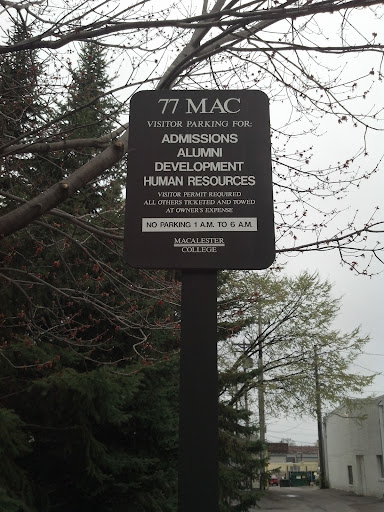 77 MAC
VISITOR PARKING FOR:
ADMISSIONS
ALUMNI
DEVELOPMENT
HUMAN RESOURCES
VISITOR PERMIT REQUIRED
ALL OTHERS TICKETED AND TOWED
AT OWNER'S EXPENSE
NO PARKING 1 A.M. TO 6 A.M.
MACALESTER
COLLEGE